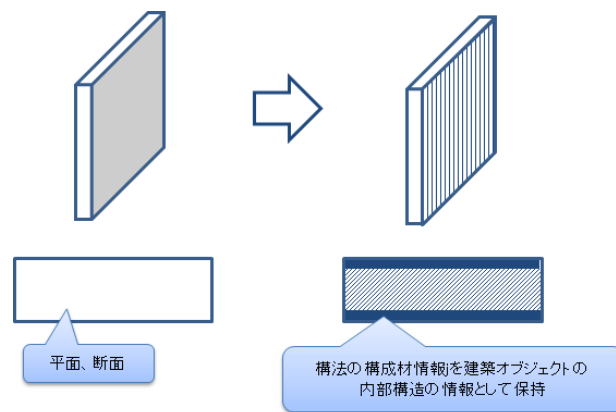 平面、断面
構法の構成材情報」を建築オブジェクトの
内部構造の情報として保持